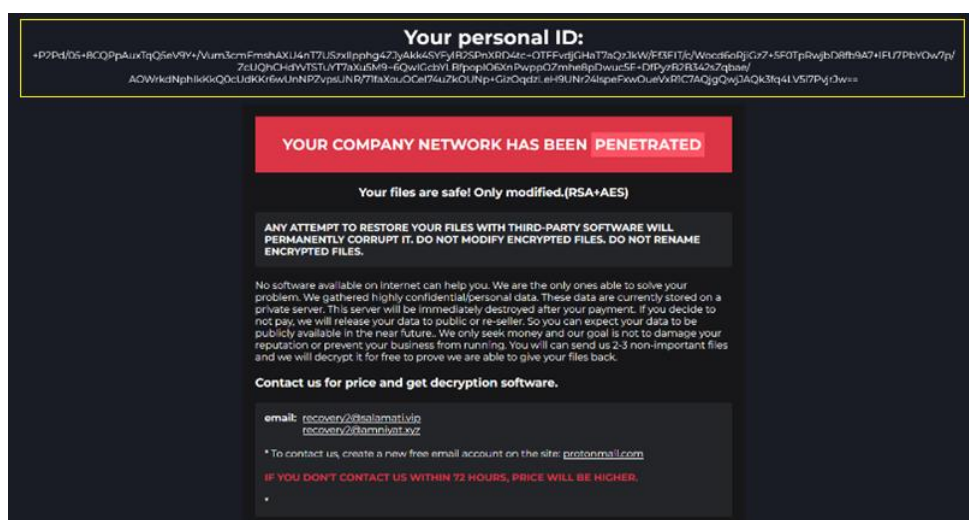 Your personal ID:
YOUR COMPANY NETWORK HAS BEEN PENETRATED
Your files are safe! Only modified.(RSA+AES)
ANY ATTEMPT TO RESTORE YOUR FILES WITH THIRD-PARTY SOFTWARE WILL
PERMANENTLY CORRUPT IT. DO NOT MODIFY ENCRYPTED FILES. DO NOT RENAME
ENCRYPTED FILES.
No software available on internet can help you. We are the only ones able to solve your
problem. We gathered highly confidential/personal data. These data are currently stored on a
private server. This server will be immediately destroyed after your payment. If you decide to
not pay, we will release your data to public or re-seller. So you can expect your data to be
publicly available in the near future.. We only seek money and our goal is not to damage your
reputation or prevent your business from running. You will can send us 2-3 non-important files
and we will decrypt it for free to prove we are able to give your files back.
Contact us for price and get decryption software.
email: recovery2@salamati.vip
recovery2@amniyat.xyz
* To contact us, create a new free email account on the site: protonmail.com
IF YOU DON'T CONTACT US WITHIN 72 HOURS, PRICE WILL BE HIGHER.
*